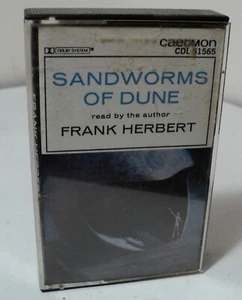 DOLBY SYSTEM
caedmon
CDL 51565
SANDWORMS
OF DUNE
read by the author
FRANK HERBERT